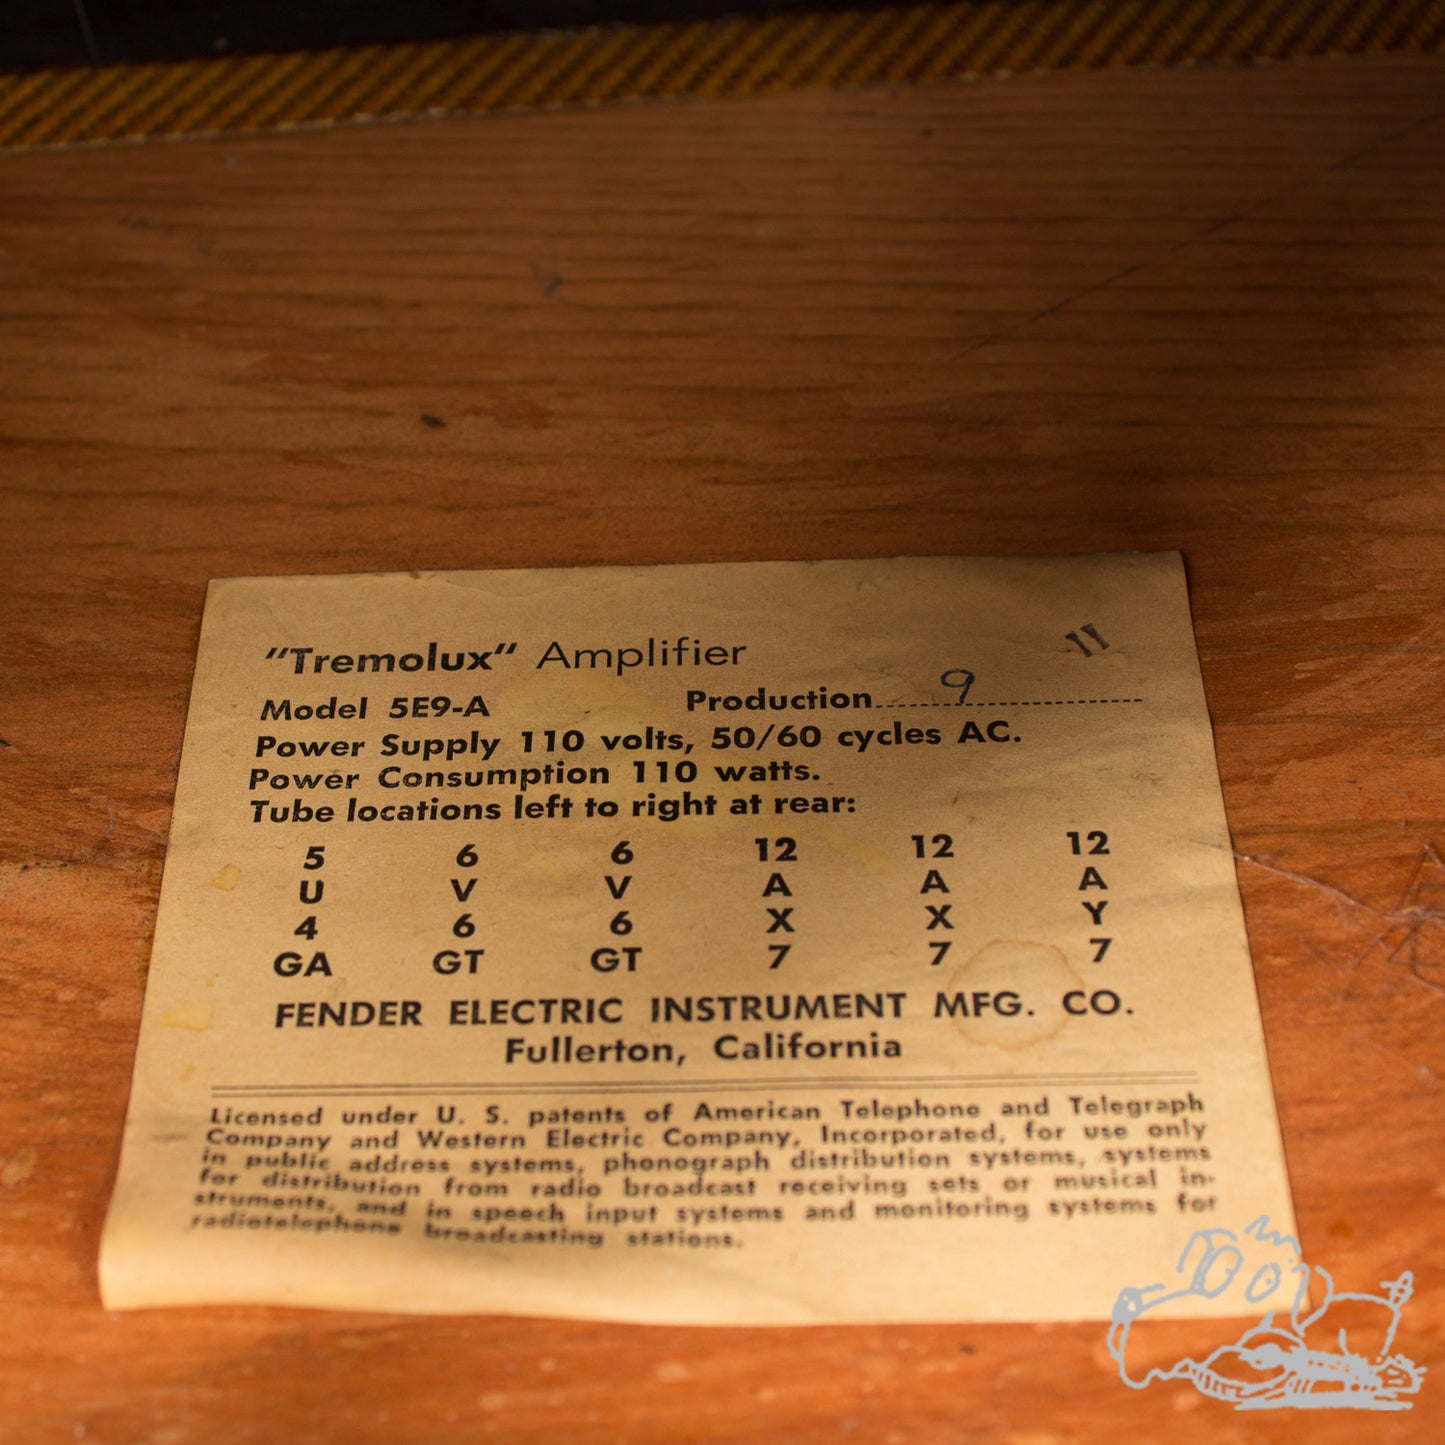 "Tremolux" Amplifier 11
Model 5E9-A Production 9
Power Supply 110 volts, 50/60 cycles AC.
Power Consumption 110 watts.
Tube locations left to right at rear:
5 6 6 12 12 12
U V V A A A
4 6 6 X X Y
GA GT GT 7 7 7
FENDER ELECTRIC INSTRUMENT MFG. CO.
Fullerton, California
Licensed under U. S. patents of American Telephone and Telegraph
Company and Western Electric Company, Incorporated, for use only
in public address systems, phonograph distribution systems, systems
for distribution from radio broadcast receiving sets or musical in-
struments, and in speech input systems and monitoring systems for
radiotelephone broadcasting stations.